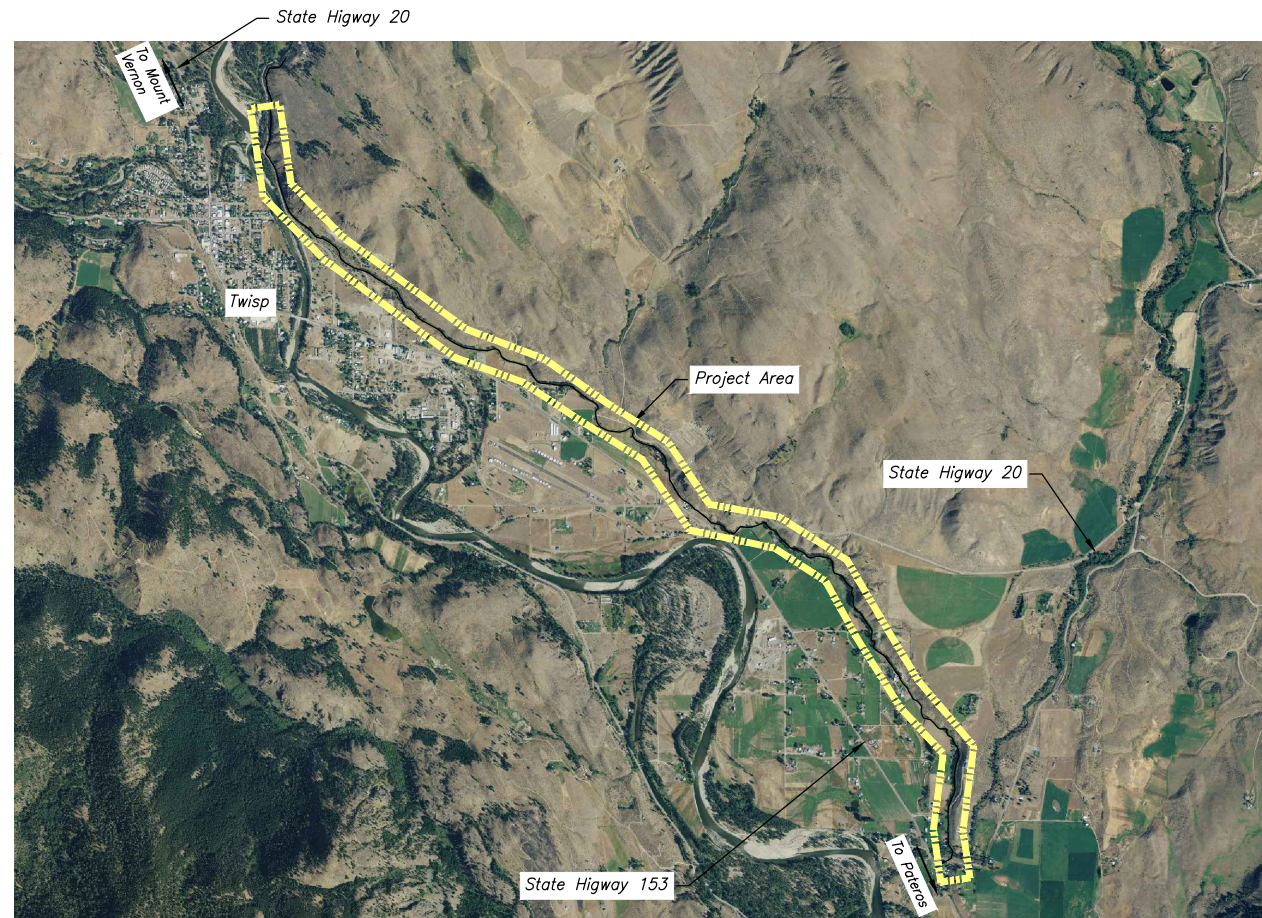 State Higway 20
To Mount
Vernon
Twisp
Project Area
State Higway 20
State Higway 153
To Pateros